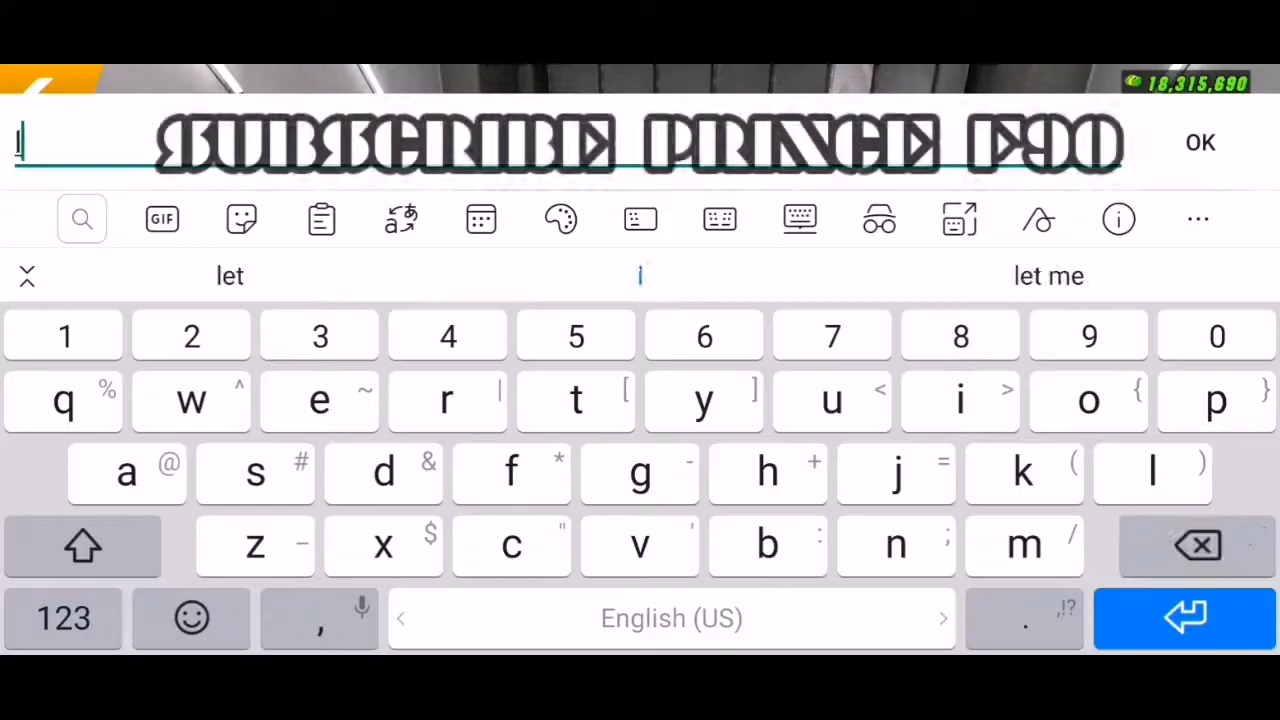 18,315,690
l SUBSCRIBE PRINCE F90 OK
GIF
let i let me
1 2 3 4 5 6 7 8 9 0
q % w ^ e ~ r | t [ y ] u < i > o { p }
a @ s # d & f * g - h + j = k ( l )
z _ x $ c " v ' b : n ; m /
123 , < English (US) > . ,!?